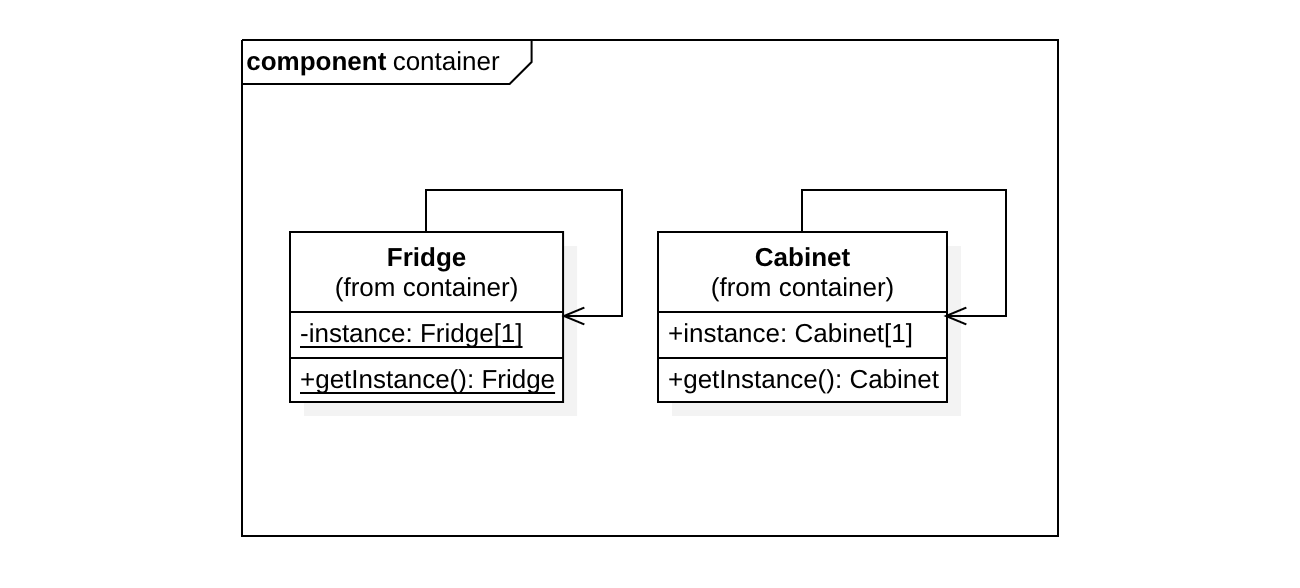 component container
Fridge
(from container)
-instance: Fridge[1]
+getInstance(): Fridge
Cabinet
(from container)
+instance: Cabinet[1]
+getInstance(): Cabinet